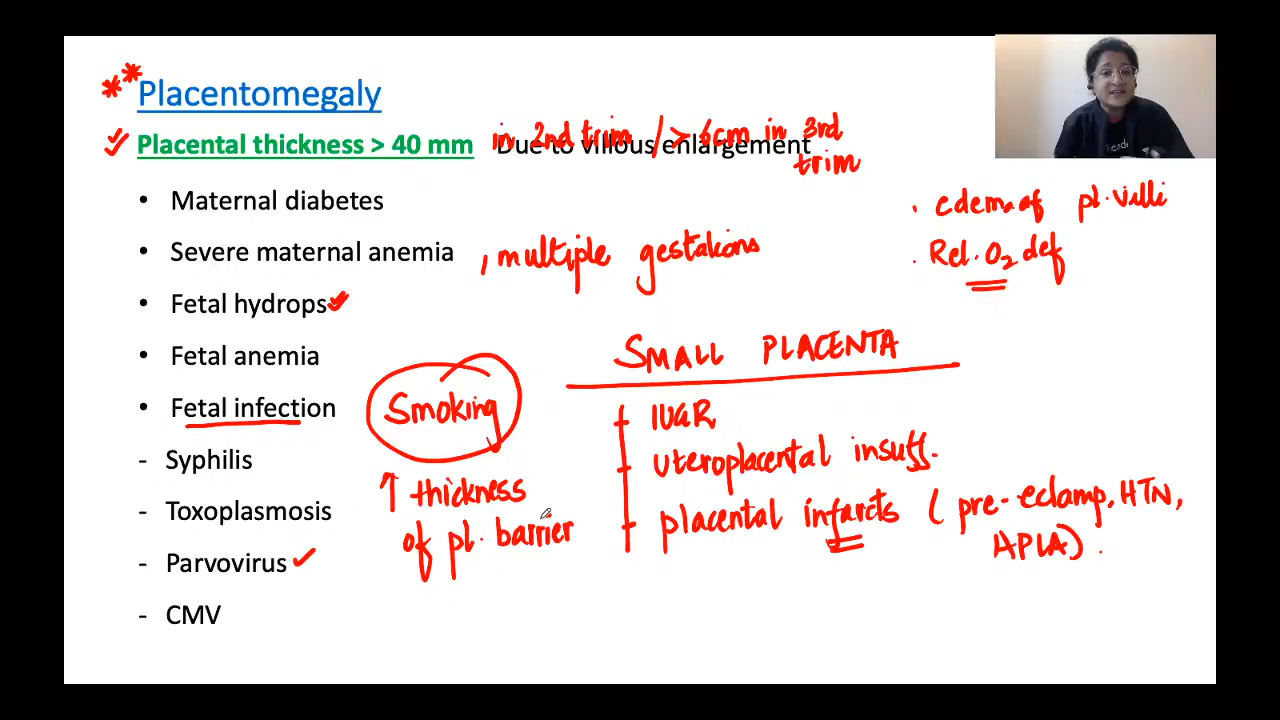 ** Placentomegaly
Placental thickness > 40 mm in 2nd trim / > 6cm in 3rd trim
Due to villous enlargement
• Maternal diabetes
• Severe maternal anemia , multiple gestations
• Fetal hydrops
• Fetal anemia
• Fetal infection
- Syphilis
- Toxoplasmosis
- Parvovirus
- CMV
. edema of pl. villi
. Rel. O2 def
Smoking
↑ thickness
of pl. barrier
SMALL PLACENTA
- IUGR
- uteroplacental insuff.
- placental infarcts (pre-eclamp, HTN,
APLA).